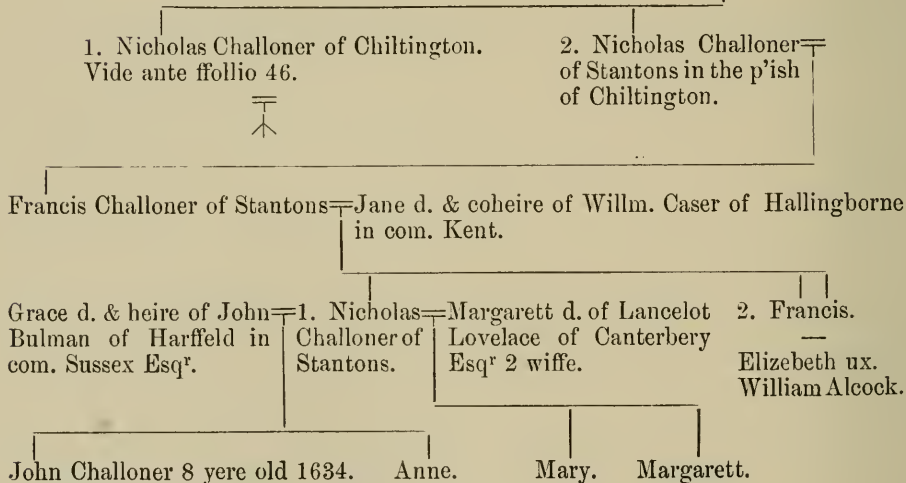 1. Nicholas Challoner of Chiltington.
Vide ante ffollio 46.
2. Nicholas Challoner
of Stantons in the p'ish
of Chiltington.
Francis Challoner of Stantons
Jane d. & coheire of Willm. Caser of Hallingborne
in com. Kent.
Grace d. & heire of John
Bulman of Harffeld in
com. Sussex Esqr.
1. Nicholas
Challoner of
Stantons.
Margarett d. of Lancelot
Lovelace of Canterbery
Esqr 2 wiffe.
2. Francis.
—
Elizebeth ux.
William Alcock.
John Challoner 8 yere old 1634.
Anne.
Mary.
Margarett.